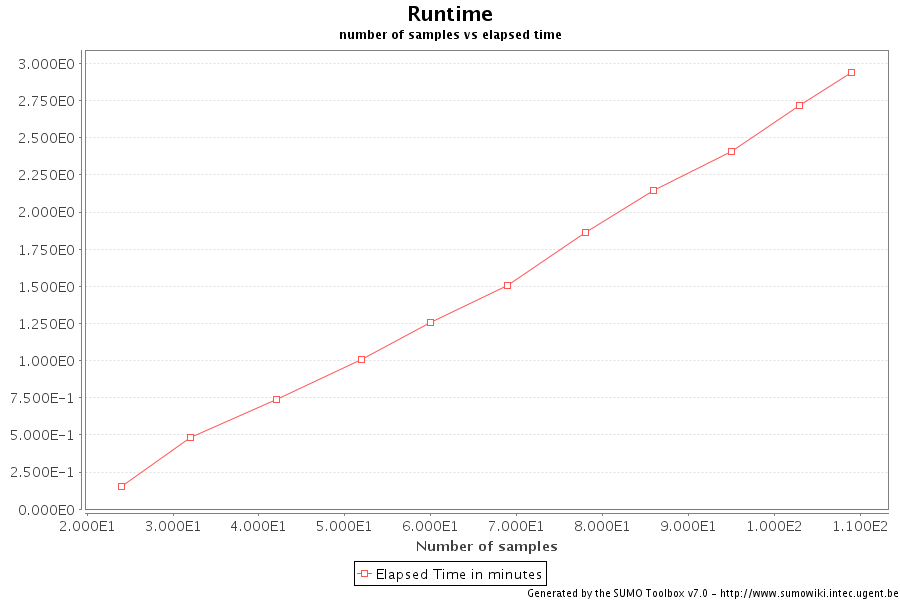 Runtime
number of samples vs elapsed time
3.000E0
2.750E0
2.500E0
2.250E0
2.000E0
1.750E0
1.500E0
1.250E0
1.000E0
7.500E-1
5.000E-1
2.500E-1
0.000E0
2.000E1 3.000E1 4.000E1 5.000E1 6.000E1 7.000E1 8.000E1 9.000E1 1.000E2 1.100E2
Number of samples
Elapsed Time in minutes
Generated by the SUMO Toolbox v7.0 - http://www.sumowiki.intec.ugent.be